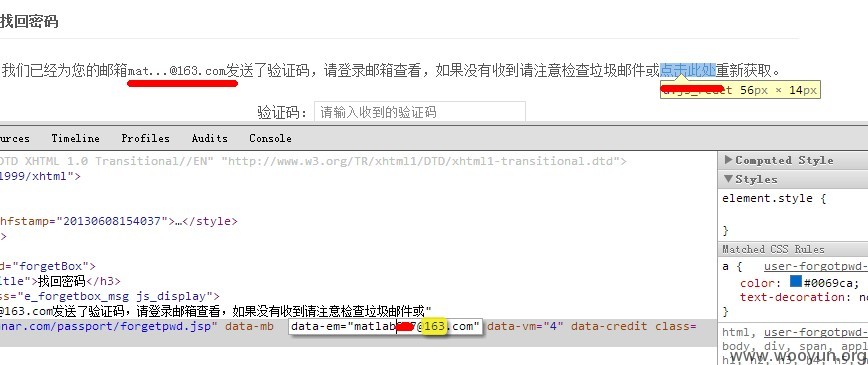 找回密码
我们已经为您的邮箱mat...@163.com发送了验证码，请登录邮箱查看，如果没有收到请注意检查垃圾邮件或点击此处重新获取。
56px × 14px
验证码： 请输入收到的验证码
urces Timeline Profiles Audits Console
DTD XHTML 1.0 Transitional//EN" "http://www.w3.org/TR/xhtml1/DTD/xhtml1-transitional.dtd">
1999/xhtml">
hfstamp="20130608154037">…</style>
>
d="forgetBox">
itle">找回密码</h3>
ss="e_forgetbox_msg js_display">
@163.com发送了验证码，请登录邮箱查看，如果没有收到请注意检查垃圾邮件或"
nar.com/passport/forgetpwd.jsp" data-mb data-em="matlab 7@163.com" data-vm="4" data-credit class=
Computed Style
Styles
element.style {
}
Matched CSS Rules
a { user-forgotpwd-
color: #0069ca;
text-decoration: no
}
html, user-forgotpwd-
body, div, span, appl
www.wooyun.org